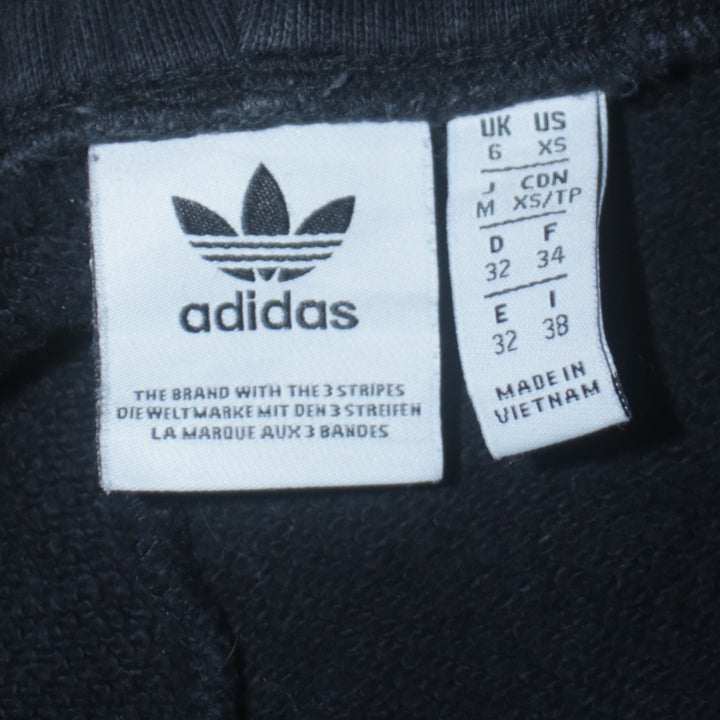 adidas
THE BRAND WITH THE 3 STRIPES
DIE WELTMARKE MIT DEN 3 STREIFEN
LA MARQUE AUX 3 BANDES
UK US
6 XS
J CDN
M XS/TP
D F
32 34
E I
32 38
MADE IN
VIETNAM